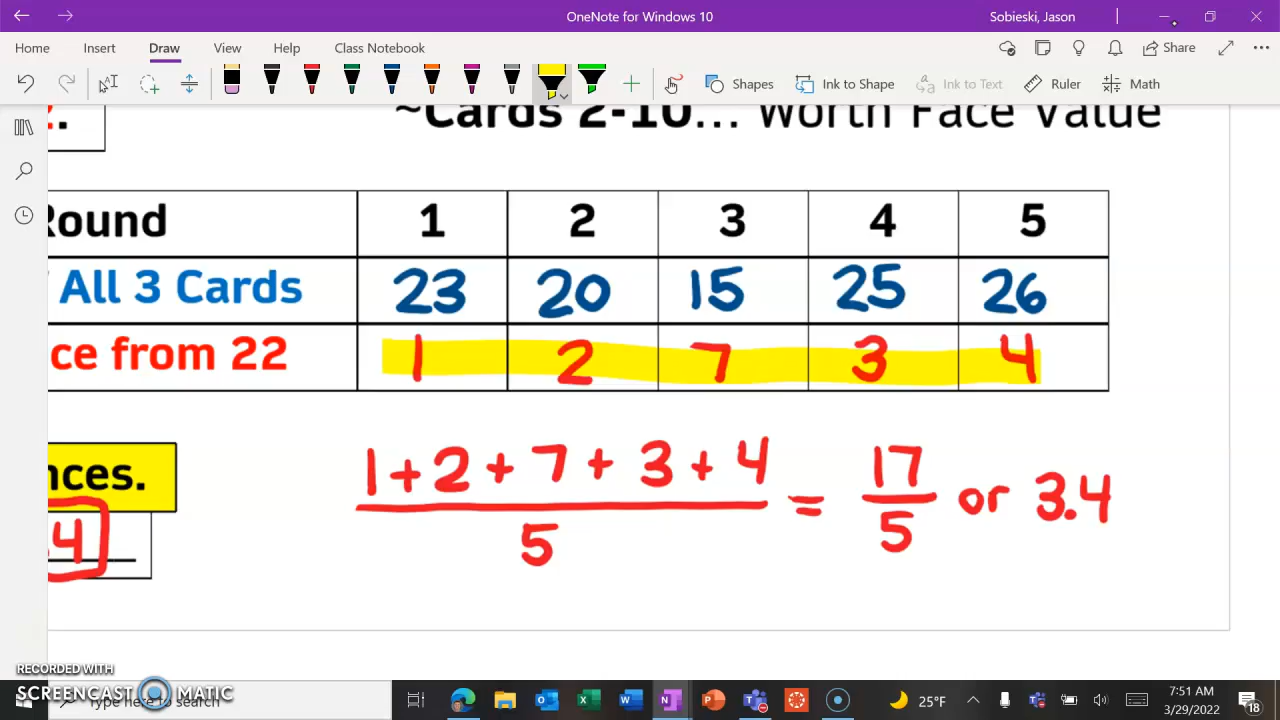 OneNote for Windows 10
Sobieski, Jason
Home Insert Draw View Help Class Notebook Share
Shapes Ink to Shape Ink to Text Ruler Math
2.
~Cards 2-10... Worth Face Value
Round 1 2 3 4 5
All 3 Cards 23 20 15 25 26
ce from 22 1 2 7 3 4
nces.
4
1+2+7+3+4
5
=
17
5
or 3.4
RECORDED WITH
SCREENCAST MATIC
Type here to search
25°F
7:51 AM
3/29/2022
18